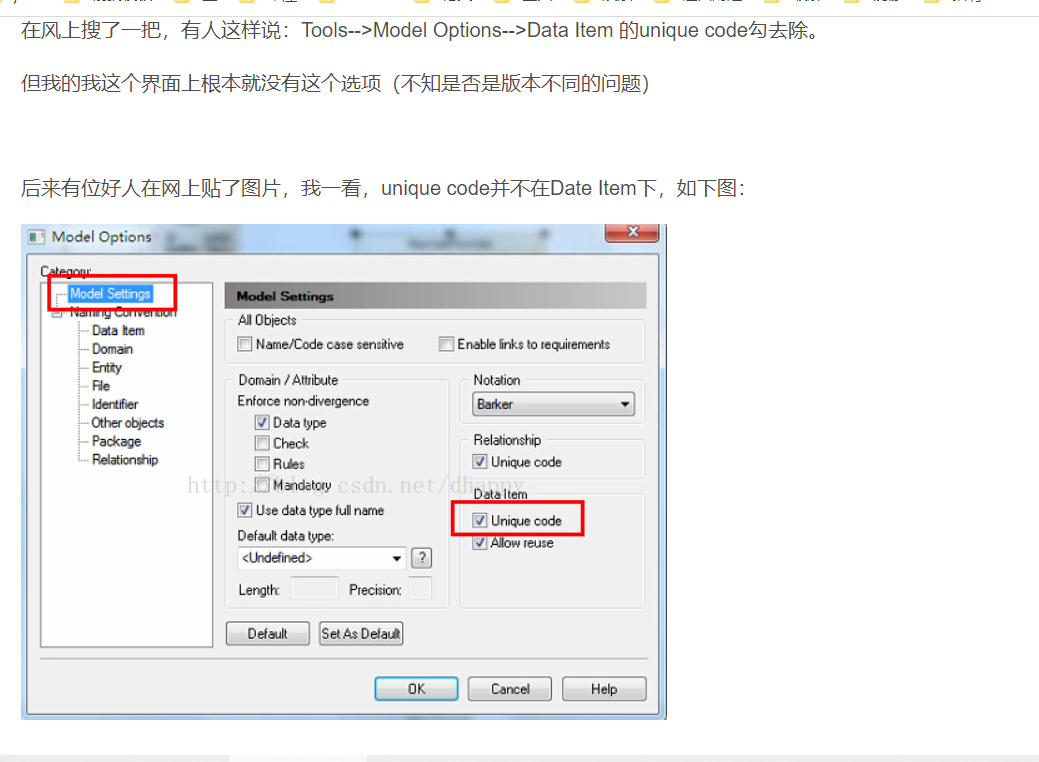 在风上搜了一把，有人这样说：Tools-->Model Options-->Data Item 的unique code勾去除。
但我的我这个界面上根本就没有这个选项（不知是否是版本不同的问题）
后来有位好人在网上贴了图片，我一看，unique code并不在Date Item下，如下图：
Model Options
Category:
Model Settings
Naming Convention
Data Item
Domain
Entity
File
Identifier
Other objects
Package
Relationship
Model Settings
All Objects
Name/Code case sensitive
Enable links to requirements
Domain / Attribute
Enforce non-divergence
Data type
Check
Rules
Mandatory
Use data type full name
Default data type:
<Undefined>
?
Length:
Precision:
Notation
Barker
Relationship
Unique code
Data Item
Unique code
Allow reuse
http://blog.csdn.net/dhappy
Default
Set As Default
OK
Cancel
Help